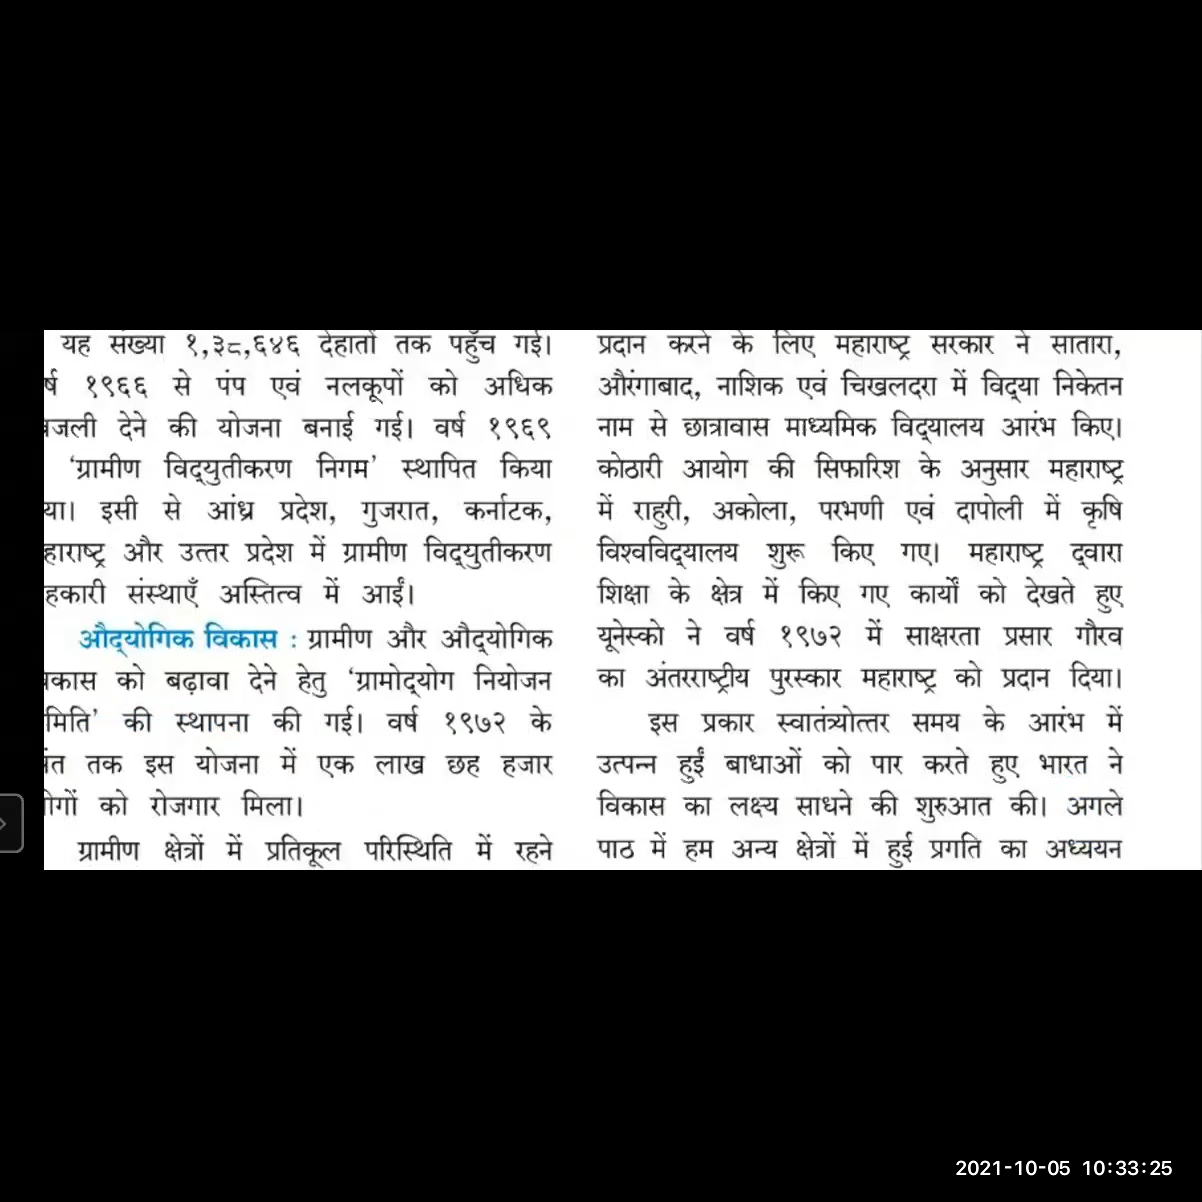 यह संख्या १,३८,६४६ देहातों तक पहुँच गई।
१९६६ से पंप एवं नलकूपों को अधिक
देने की योजना बनाई गई। वर्ष १९६९
‘ग्रामीण विद्‌युतीकरण निगम’ स्थापित किया
इसी से आंध्र प्रदेश, गुजरात, कर्नाटक,
और उत्तर प्रदेश में ग्रामीण विद्‌युतीकरण
संस्थाएँ अस्तित्व में आईं।
औद्‌योगिक विकास : ग्रामीण और औद्‌योगिक
को बढ़ावा देने हेतु ‘ग्रामोद्‌योग नियोजन
की स्थापना की गई। वर्ष १९७२ के
तक इस योजना में एक लाख छह हजार
को रोजगार मिला।
ग्रामीण क्षेत्रों में प्रतिकूल परिस्थिति में रहने
प्रदान करने के लिए महाराष्ट्र सरकार ने सातारा,
औरंगाबाद, नाशिक एवं चिखलदरा में विद्‌या निकेतन
नाम से छात्रावास माध्यमिक विद्‌यालय आरंभ किए।
कोठारी आयोग की सिफारिश के अनुसार महाराष्ट्र
में राहुरी, अकोला, परभणी एवं दापोली में कृषि
विश्वविद्‌यालय शुरू किए गए। महाराष्ट्र द्‌वारा
शिक्षा के क्षेत्र में किए गए कार्यों को देखते हुए
यूनेस्को ने वर्ष १९७२ में साक्षरता प्रसार गौरव
का अंतरराष्ट्रीय पुरस्कार महाराष्ट्र को प्रदान दिया।
इस प्रकार स्वातंत्र्योत्तर समय के आरंभ में
उत्पन्न हुईं बाधाओं को पार करते हुए भारत ने
विकास का लक्ष्य साधने की शुरुआत की। अगले
पाठ में हम अन्य क्षेत्रों में हुई प्रगति का अध्ययन
2021-10-05 10:33:25